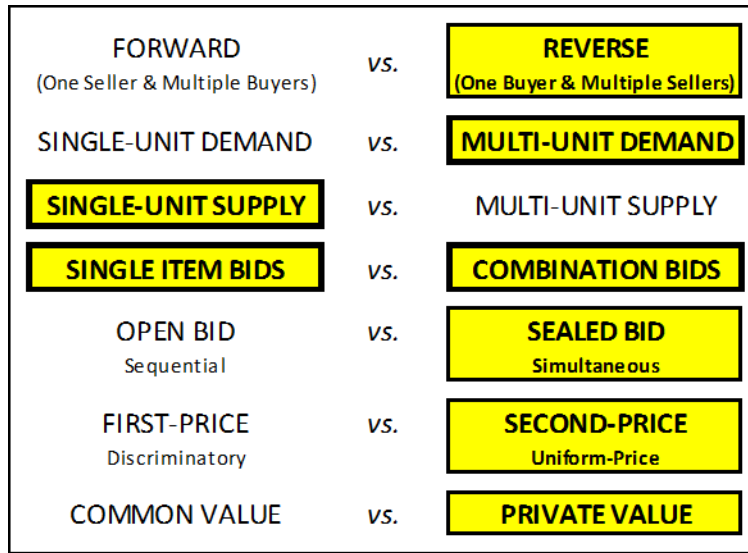 FORWARD vs. REVERSE
(One Seller & Multiple Buyers) (One Buyer & Multiple Sellers)
SINGLE-UNIT DEMAND vs. MULTI-UNIT DEMAND
SINGLE-UNIT SUPPLY vs. MULTI-UNIT SUPPLY
SINGLE ITEM BIDS vs. COMBINATION BIDS
OPEN BID vs. SEALED BID
Sequential Simultaneous
FIRST-PRICE vs. SECOND-PRICE
Discriminatory Uniform-Price
COMMON VALUE vs. PRIVATE VALUE